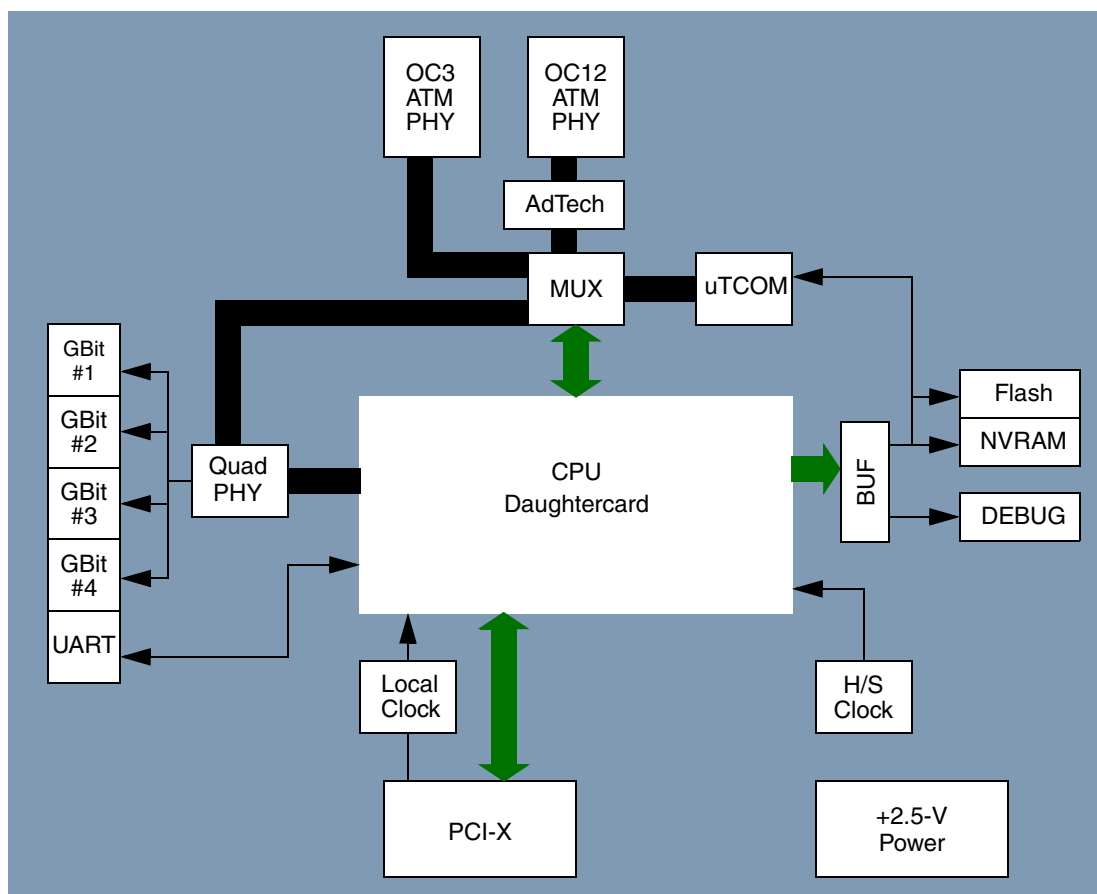 OC3
ATM
PHY
OC12
ATM
PHY
AdTech
MUX
uTCOM
GBit
#1
GBit
#2
GBit
#3
GBit
#4
UART
Quad
PHY
CPU
Daughtercard
BUF
Flash
NVRAM
DEBUG
Local
Clock
H/S
Clock
PCI-X
+2.5-V
Power